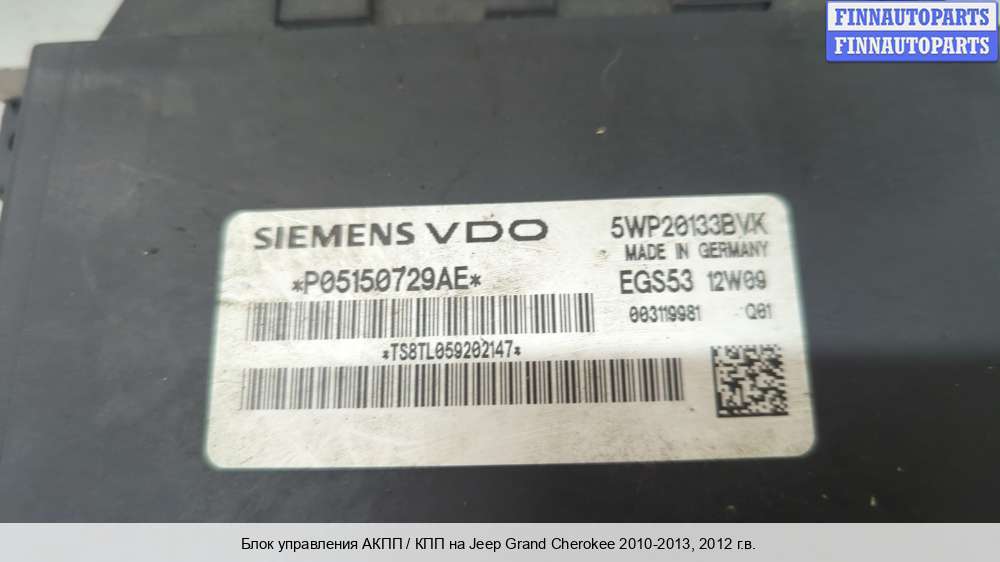 FINNAUTOPARTS
FINNAUTOPARTS
SIEMENS VDO
5WP20133BVK
MADE IN GERMANY
*P05150729AE*
EGS53 12W09
003119981 Q01
*TS8TL059202147*
Блок управления АКПП / КПП на Jeep Grand Cherokee 2010-2013, 2012 г.в.